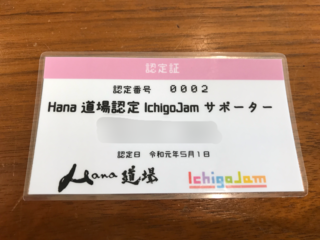 認定証
認定番号 0002
Hana 道場認定 IchigoJam サポーター
認定日 令和元年5月1日
Hana 道場 IchigoJam